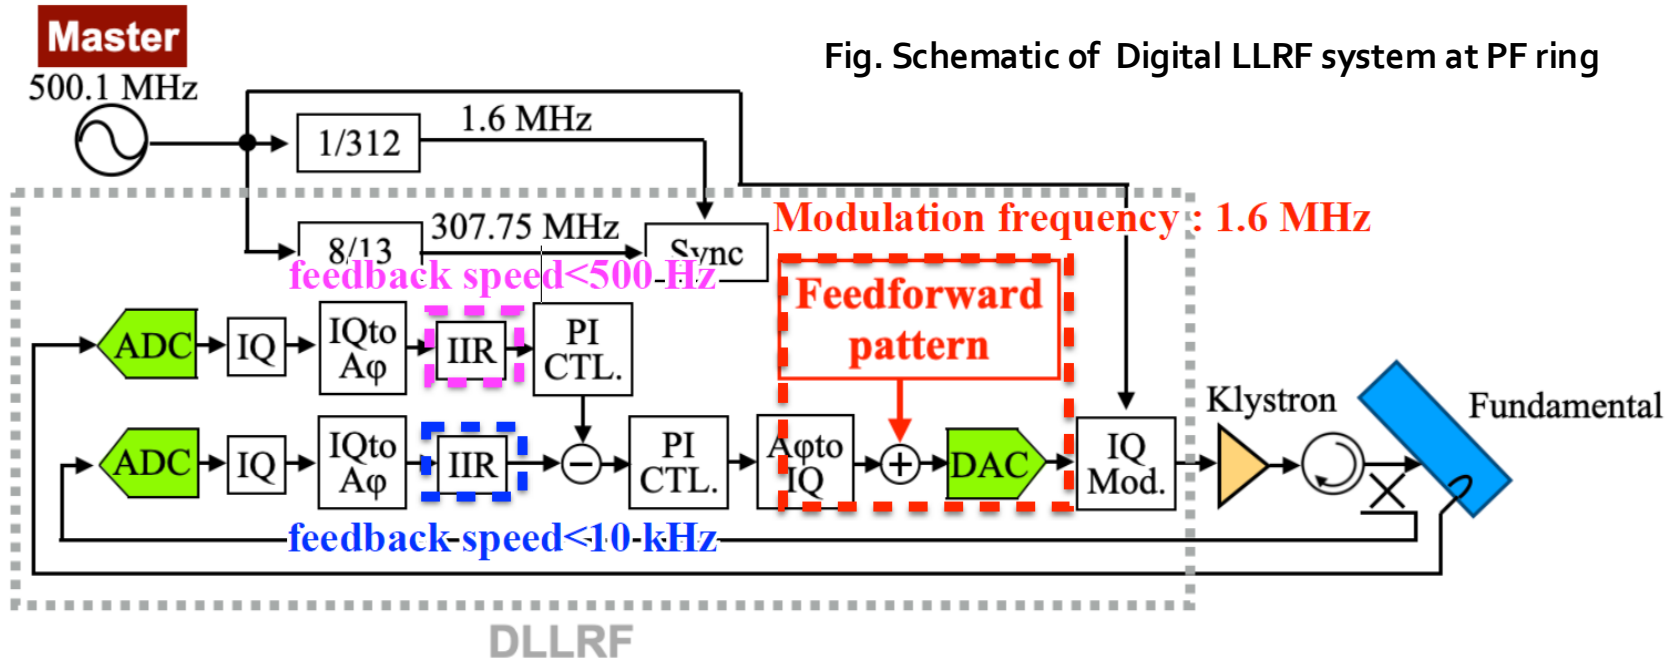 Master
500.1 MHz
Fig. Schematic of Digital LLRF system at PF ring
1/312
1.6 MHz
8/13
307.75 MHz
Sync
Modulation frequency : 1.6 MHz
feedback speed<500 Hz
Feedforward
pattern
ADC
IQ
IQto
Aφ
IIR
PI
CTL.
Klystron
Fundamental
ADC
IQ
IQto
Aφ
IIR
−
PI
CTL.
Aφto
IQ
+
DAC
IQ
Mod.
feedback speed<10 kHz
DLLRF